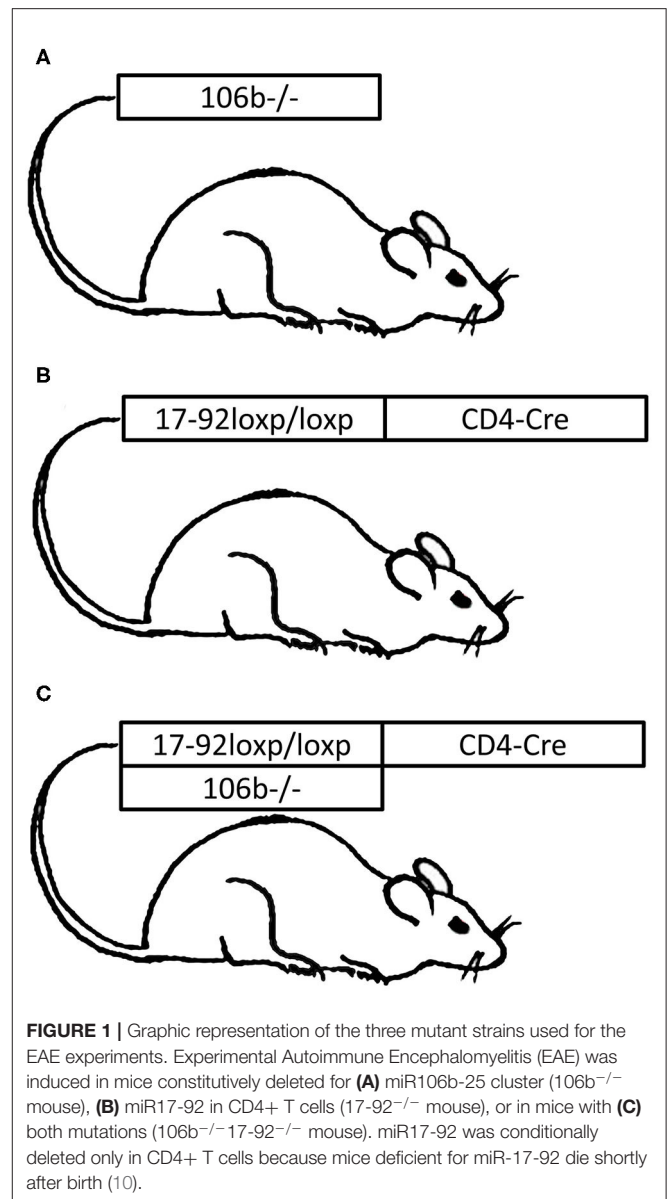 A
106b-/-
B
17-92loxp/loxp CD4-Cre
C
17-92loxp/loxp CD4-Cre
106b-/-
FIGURE 1 | Graphic representation of the three mutant strains used for the
EAE experiments. Experimental Autoimmune Encephalomyelitis (EAE) was
induced in mice constitutively deleted for (A) miR106b-25 cluster (106b−/−
mouse), (B) miR17-92 in CD4+ T cells (17-92−/− mouse), or in mice with (C)
both mutations (106b−/−17-92−/− mouse). miR17-92 was conditionally
deleted only in CD4+ T cells because mice deficient for miR-17-92 die shortly
after birth (10).